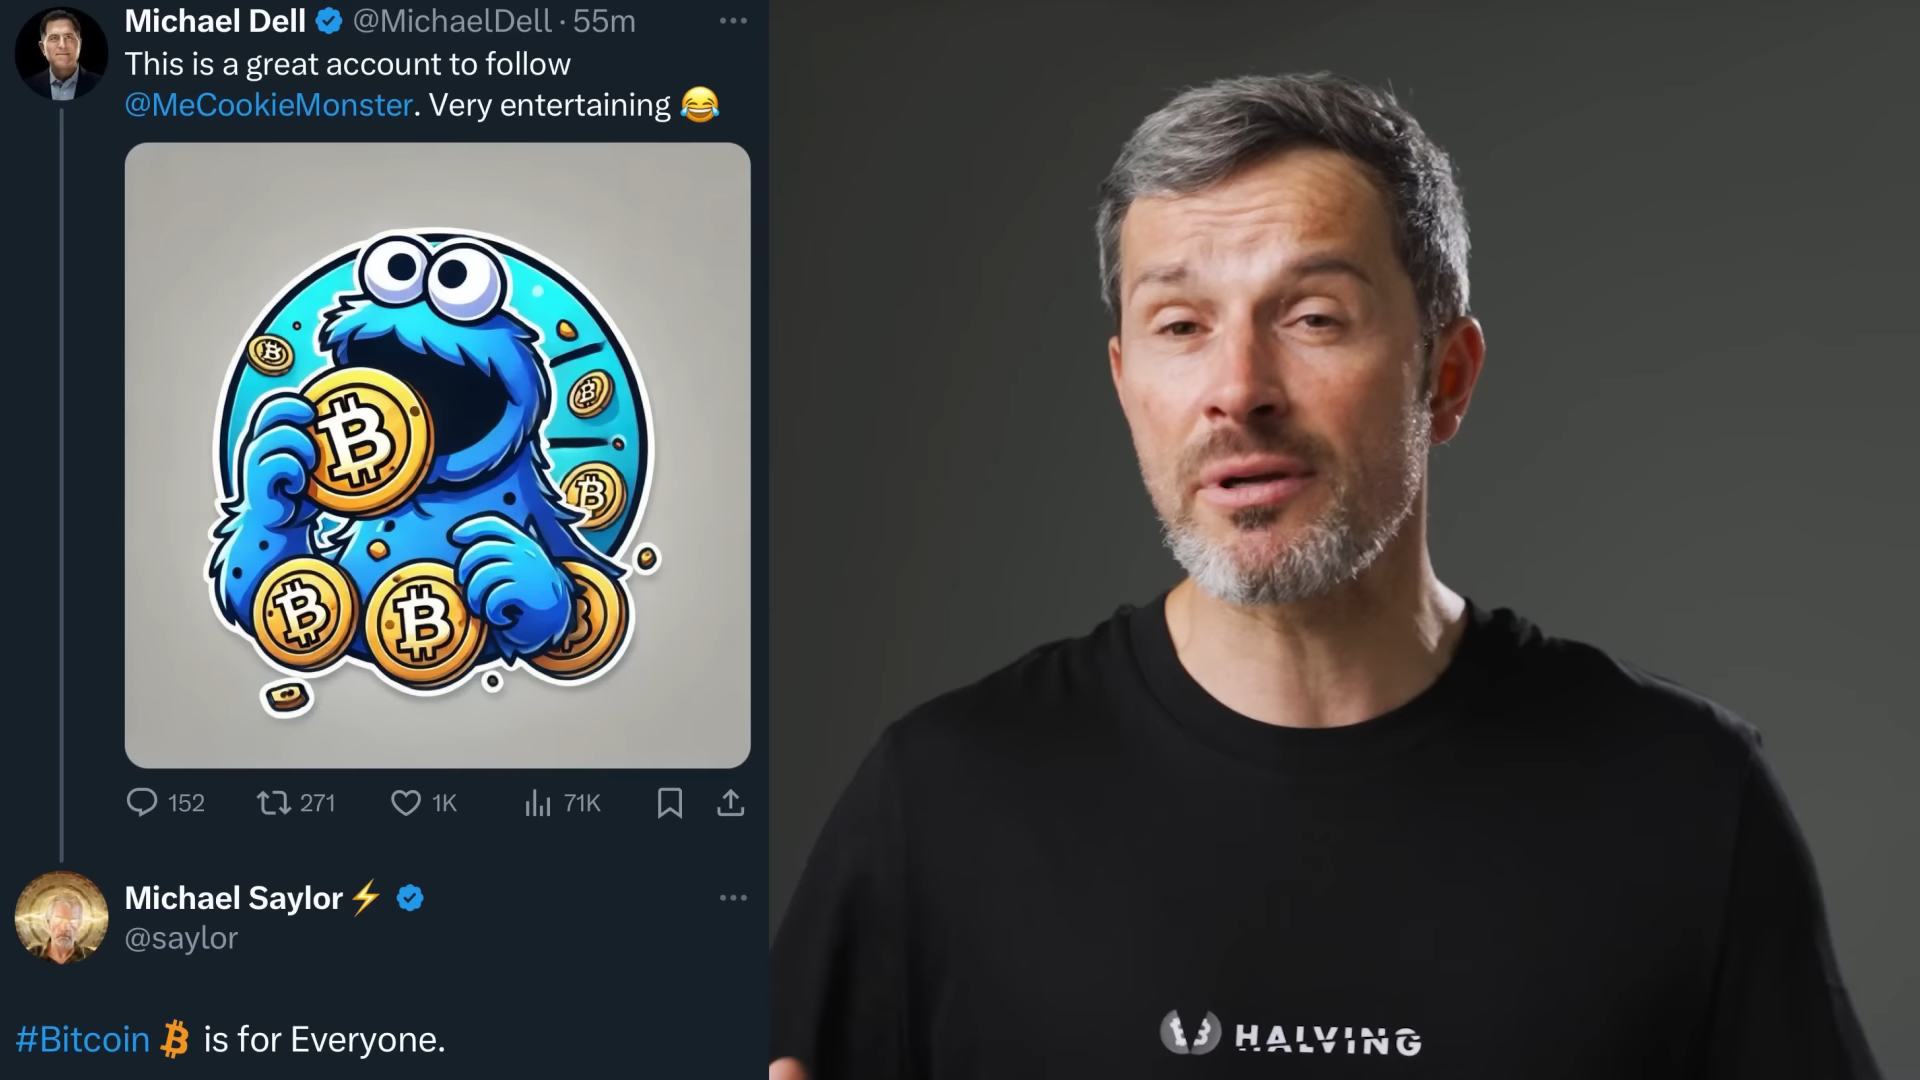 Michael Dell @MichaelDell · 55m
This is a great account to follow
@MeCookieMonster. Very entertaining 😂
152 271 1K 71K
Michael Saylor⚡
@saylor
#Bitcoin ₿ is for Everyone.
HALVING